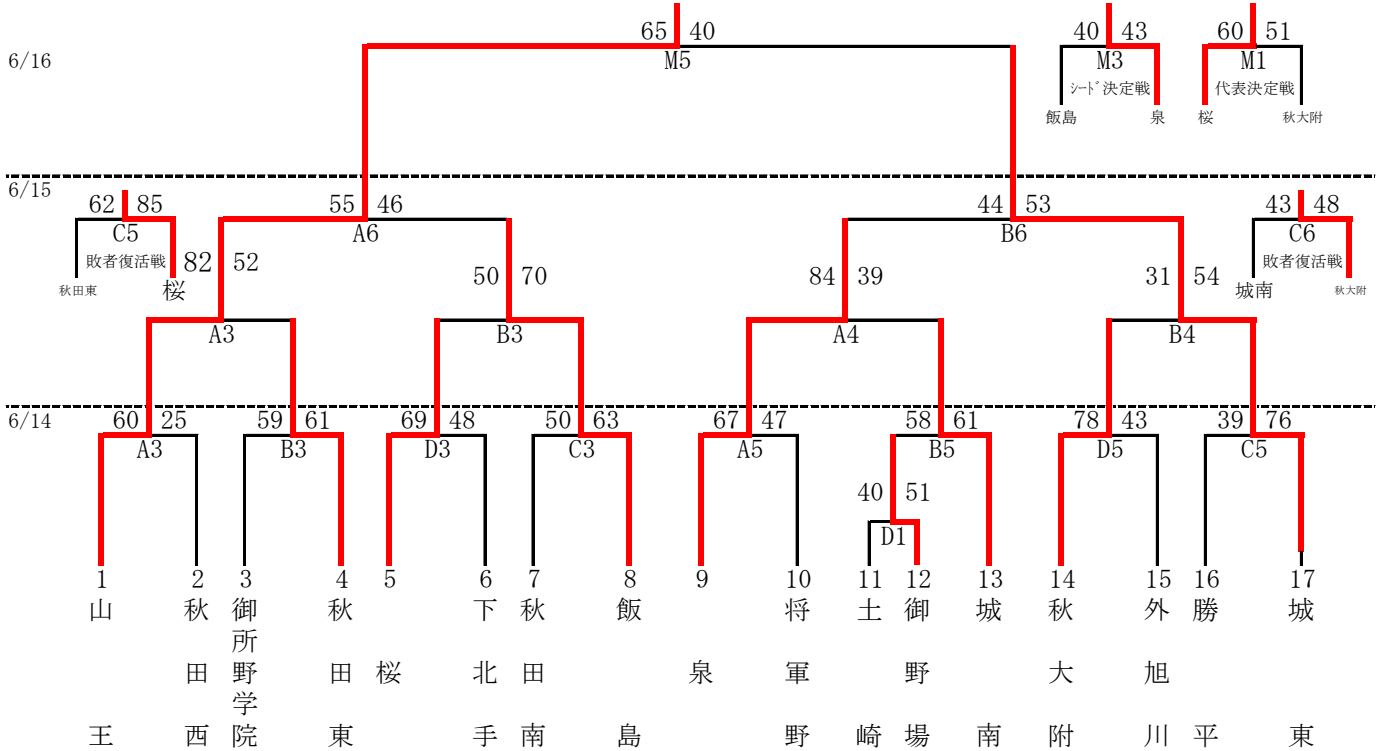 65 40
M5
40 43
M3
シード決定戦
飯島 泉
60 51
M1
代表決定戦
桜 秋大附
6/16
6/15
62 85
C5
敗者復活戦
秋田東 桜
55 46
A6
44 53
B6
43 48
C6
敗者復活戦
城南 秋大附
82 52
A3
50 70
B3
84 39
A4
31 54
B4
6/14
60 25
A3
59 61
B3
69 48
D3
50 63
C3
67 47
A5
58 61
B5
78 43
D5
39 76
C5
40 51
D1
1 山王
2 秋田西
3 御所野学院
4 秋田東
5 桜
6 下北手
7 秋田南
8 飯島
9 泉
10 将軍野
11 土崎
12 御野場
13 城南
14 秋大附
15 外旭川
16 勝平
17 城東